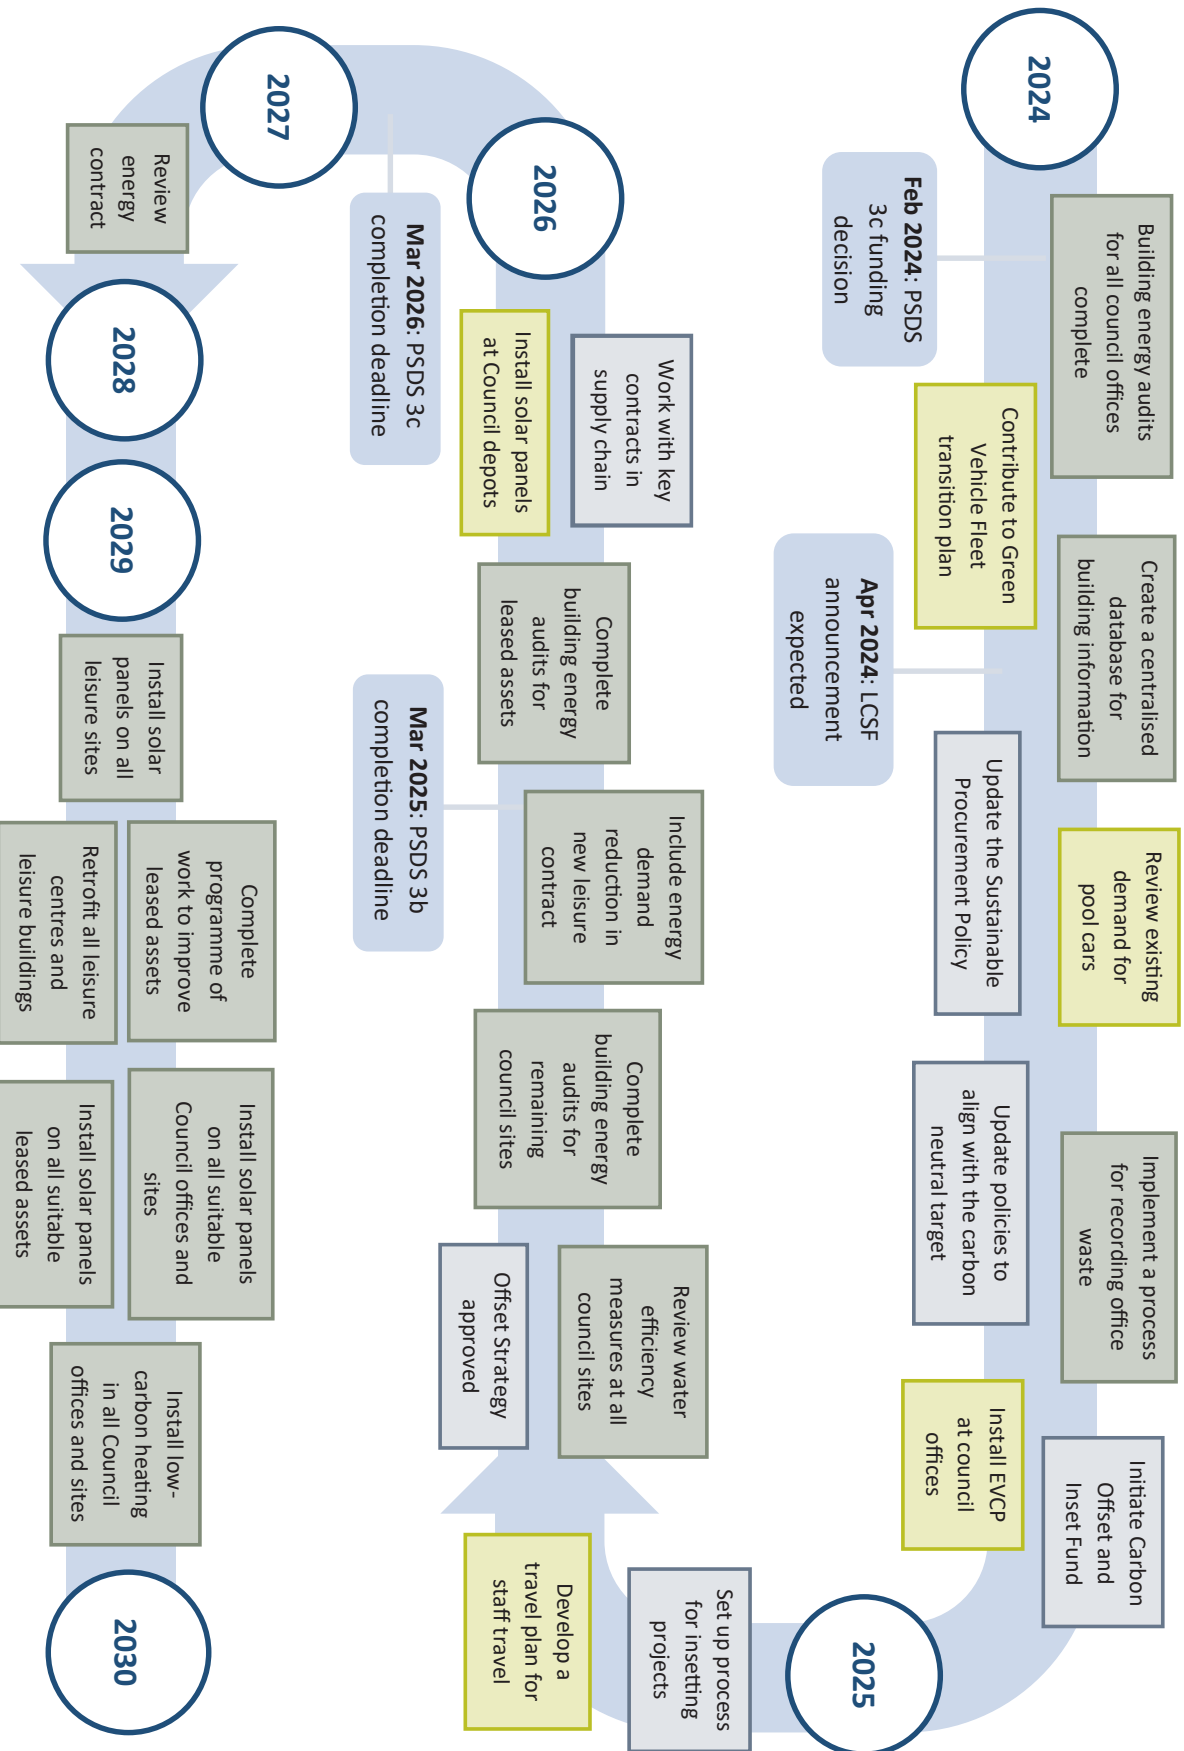 2024
Building energy audits
for all council offices
complete
Feb 2024: PSDS
3c funding
decision
Contribute to Green
Vehicle Fleet
transition plan
Create a centralised
database for
building information
Apr 2024: LCSF
announcement
expected
Update the Sustainable
Procurement Policy
Review existing
demand for
pool cars
Update policies to
align with the carbon
neutral target
Implement a process
for recording office
waste
Install EVCP
at council
offices
Initiate Carbon
Offset and
Inset Fund
2025
Set up process
for insetting
projects
Develop a
travel plan for
staff travel
Review water
efficiency
measures at all
council sites
Offset Strategy
approved
Complete
building energy
audits for
remaining
council sites
Include energy
demand
reduction in
new leisure
contract
Mar 2025: PSDS 3b
completion deadline
Complete
building energy
audits for
leased assets
Work with key
contracts in
supply chain
Install solar panels
at Council depots
2026
Mar 2026: PSDS 3c
completion deadline
2027
Review
energy
contract
2028
2029
Install solar
panels on all
leisure sites
Complete
programme of
work to improve
leased assets
Retrofit all leisure
centres and
leisure buildings
Install solar panels
on all suitable
Council offices and
sites
Install solar panels
on all suitable
leased assets
Install low-
carbon heating
in all Council
offices and sites
2030